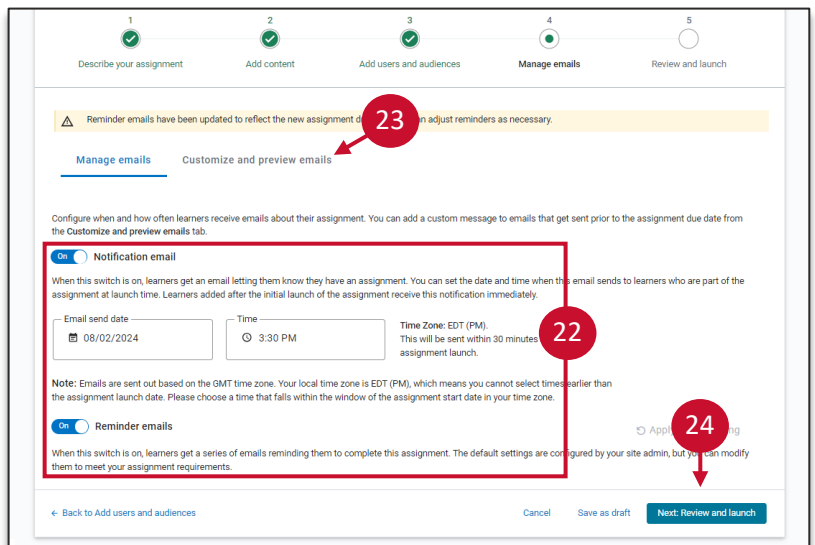 1 2 3 4 5
Describe your assignment Add content Add users and audiences Manage emails Review and launch
Reminder emails have been updated to reflect the new assignment d 23 n adjust reminders as necessary.
Manage emails Customize and preview emails
Configure when and how often learners receive emails about their assignment. You can add a custom message to emails that get sent prior to the assignment due date from
the Customize and preview emails tab.
On Notification email
When this switch is on, learners get an email letting them know they have an assignment. You can set the date and time when this email sends to learners who are part of the
assignment at launch time. Learners added after the initial launch of the assignment receive this notification immediately.
Email send date Time
08/02/2024 3:30 PM
Time Zone: EDT (PM).
This will be sent within 30 minutes 22
assignment launch.
Note: Emails are sent out based on the GMT time zone. Your local time zone is EDT (PM), which means you cannot select times earlier than
the assignment launch date. Please choose a time that falls within the window of the assignment start date in your time zone.
On Reminder emails Appl 24 ng
When this switch is on, learners get a series of emails reminding them to complete this assignment. The default settings are configured by your site admin, but you can modify
them to meet your assignment requirements.
← Back to Add users and audiences Cancel Save as draft Next: Review and launch